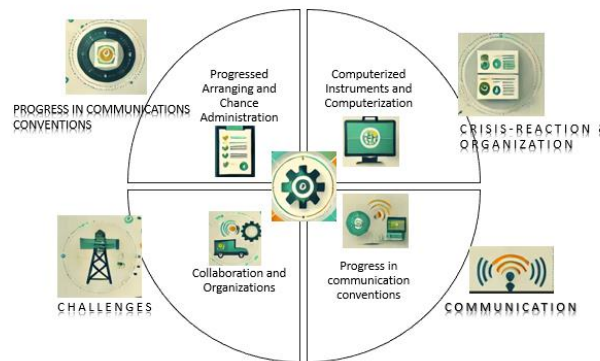 Progressed
Arranging and
Chance
Administration
Computerized
Instruments and
Computerization
PROGRESS IN COMMUNICATIONS
CONVENTIONS
CRISIS-REACTION &
ORGANIZATION
Collaboration and
Organizations
Progress in
communication
conventions
CHALLENGES
COMMUNICATION